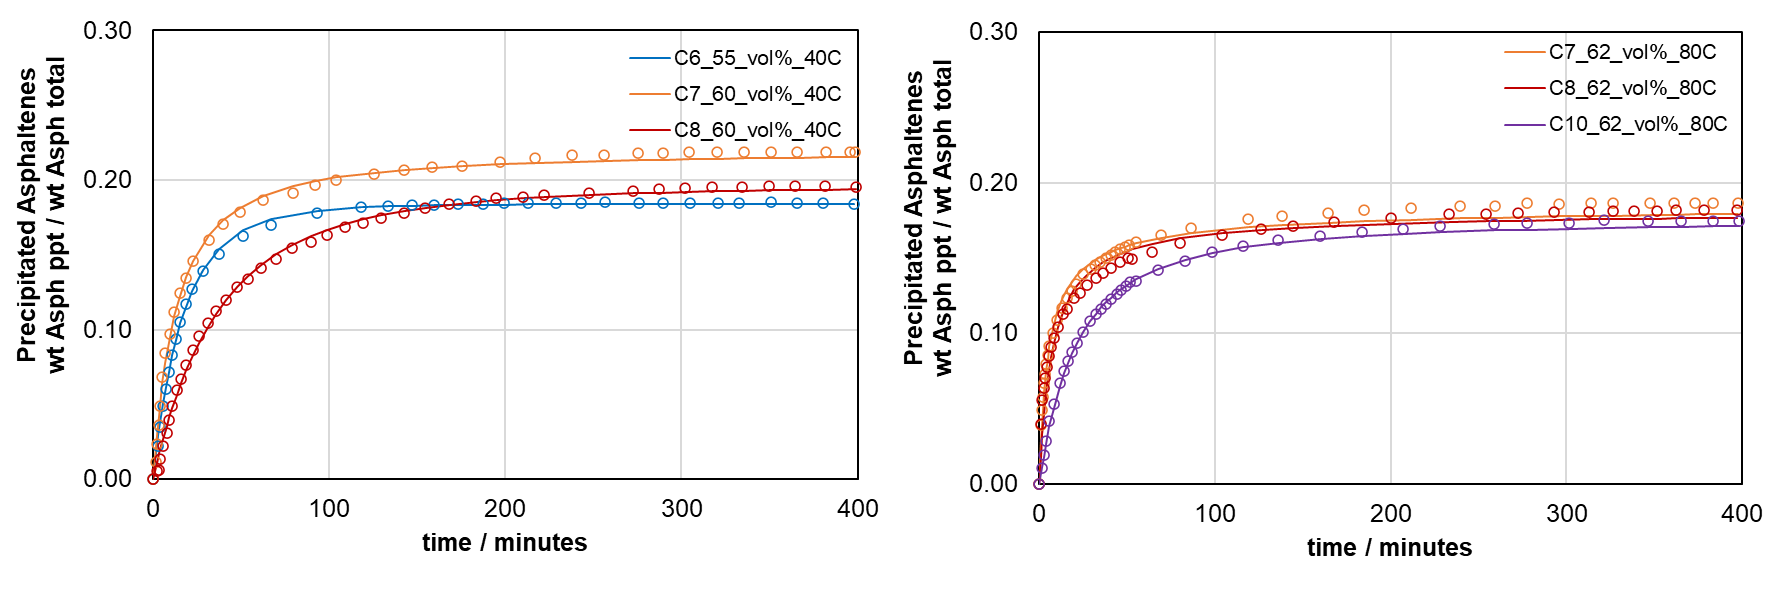 Precipitated Asphaltenes
wt Asph ppt / wt Asph total
0.30
0.20
0.10
0.00
C6_55_vol%_40C
C7_60_vol%_40C
C8_60_vol%_40C
0 100 200 300 400
time / minutes
Precipitated Asphaltenes
wt Asph ppt / wt Asph total
0.30
0.20
0.10
0.00
C7_62_vol%_80C
C8_62_vol%_80C
C10_62_vol%_80C
0 100 200 300 400
time / minutes